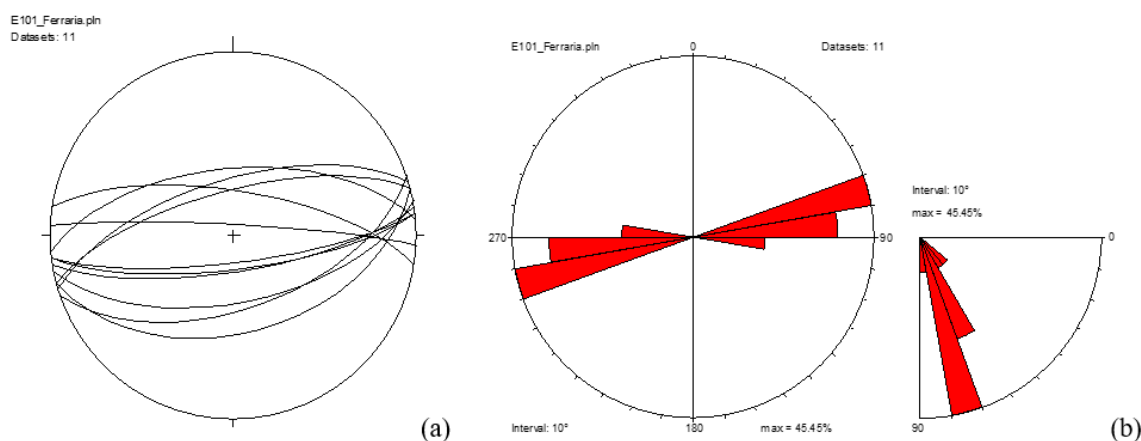 E101_Ferraria.pln
Datasets: 11
(a)
E101_Ferraria.pln
0
Datasets: 11
270
90
Interval: 10°
180
max = 45.45%
Interval: 10°
max = 45.45%
0
90
(b)